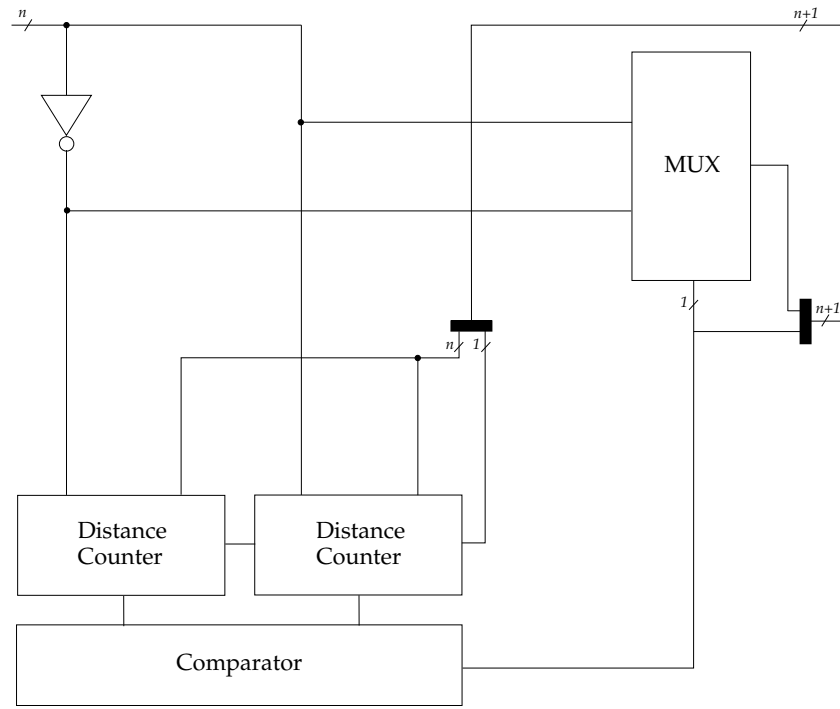 n
n+1
MUX
1
n+1
n
1
Distance
Counter
Distance
Counter
Comparator